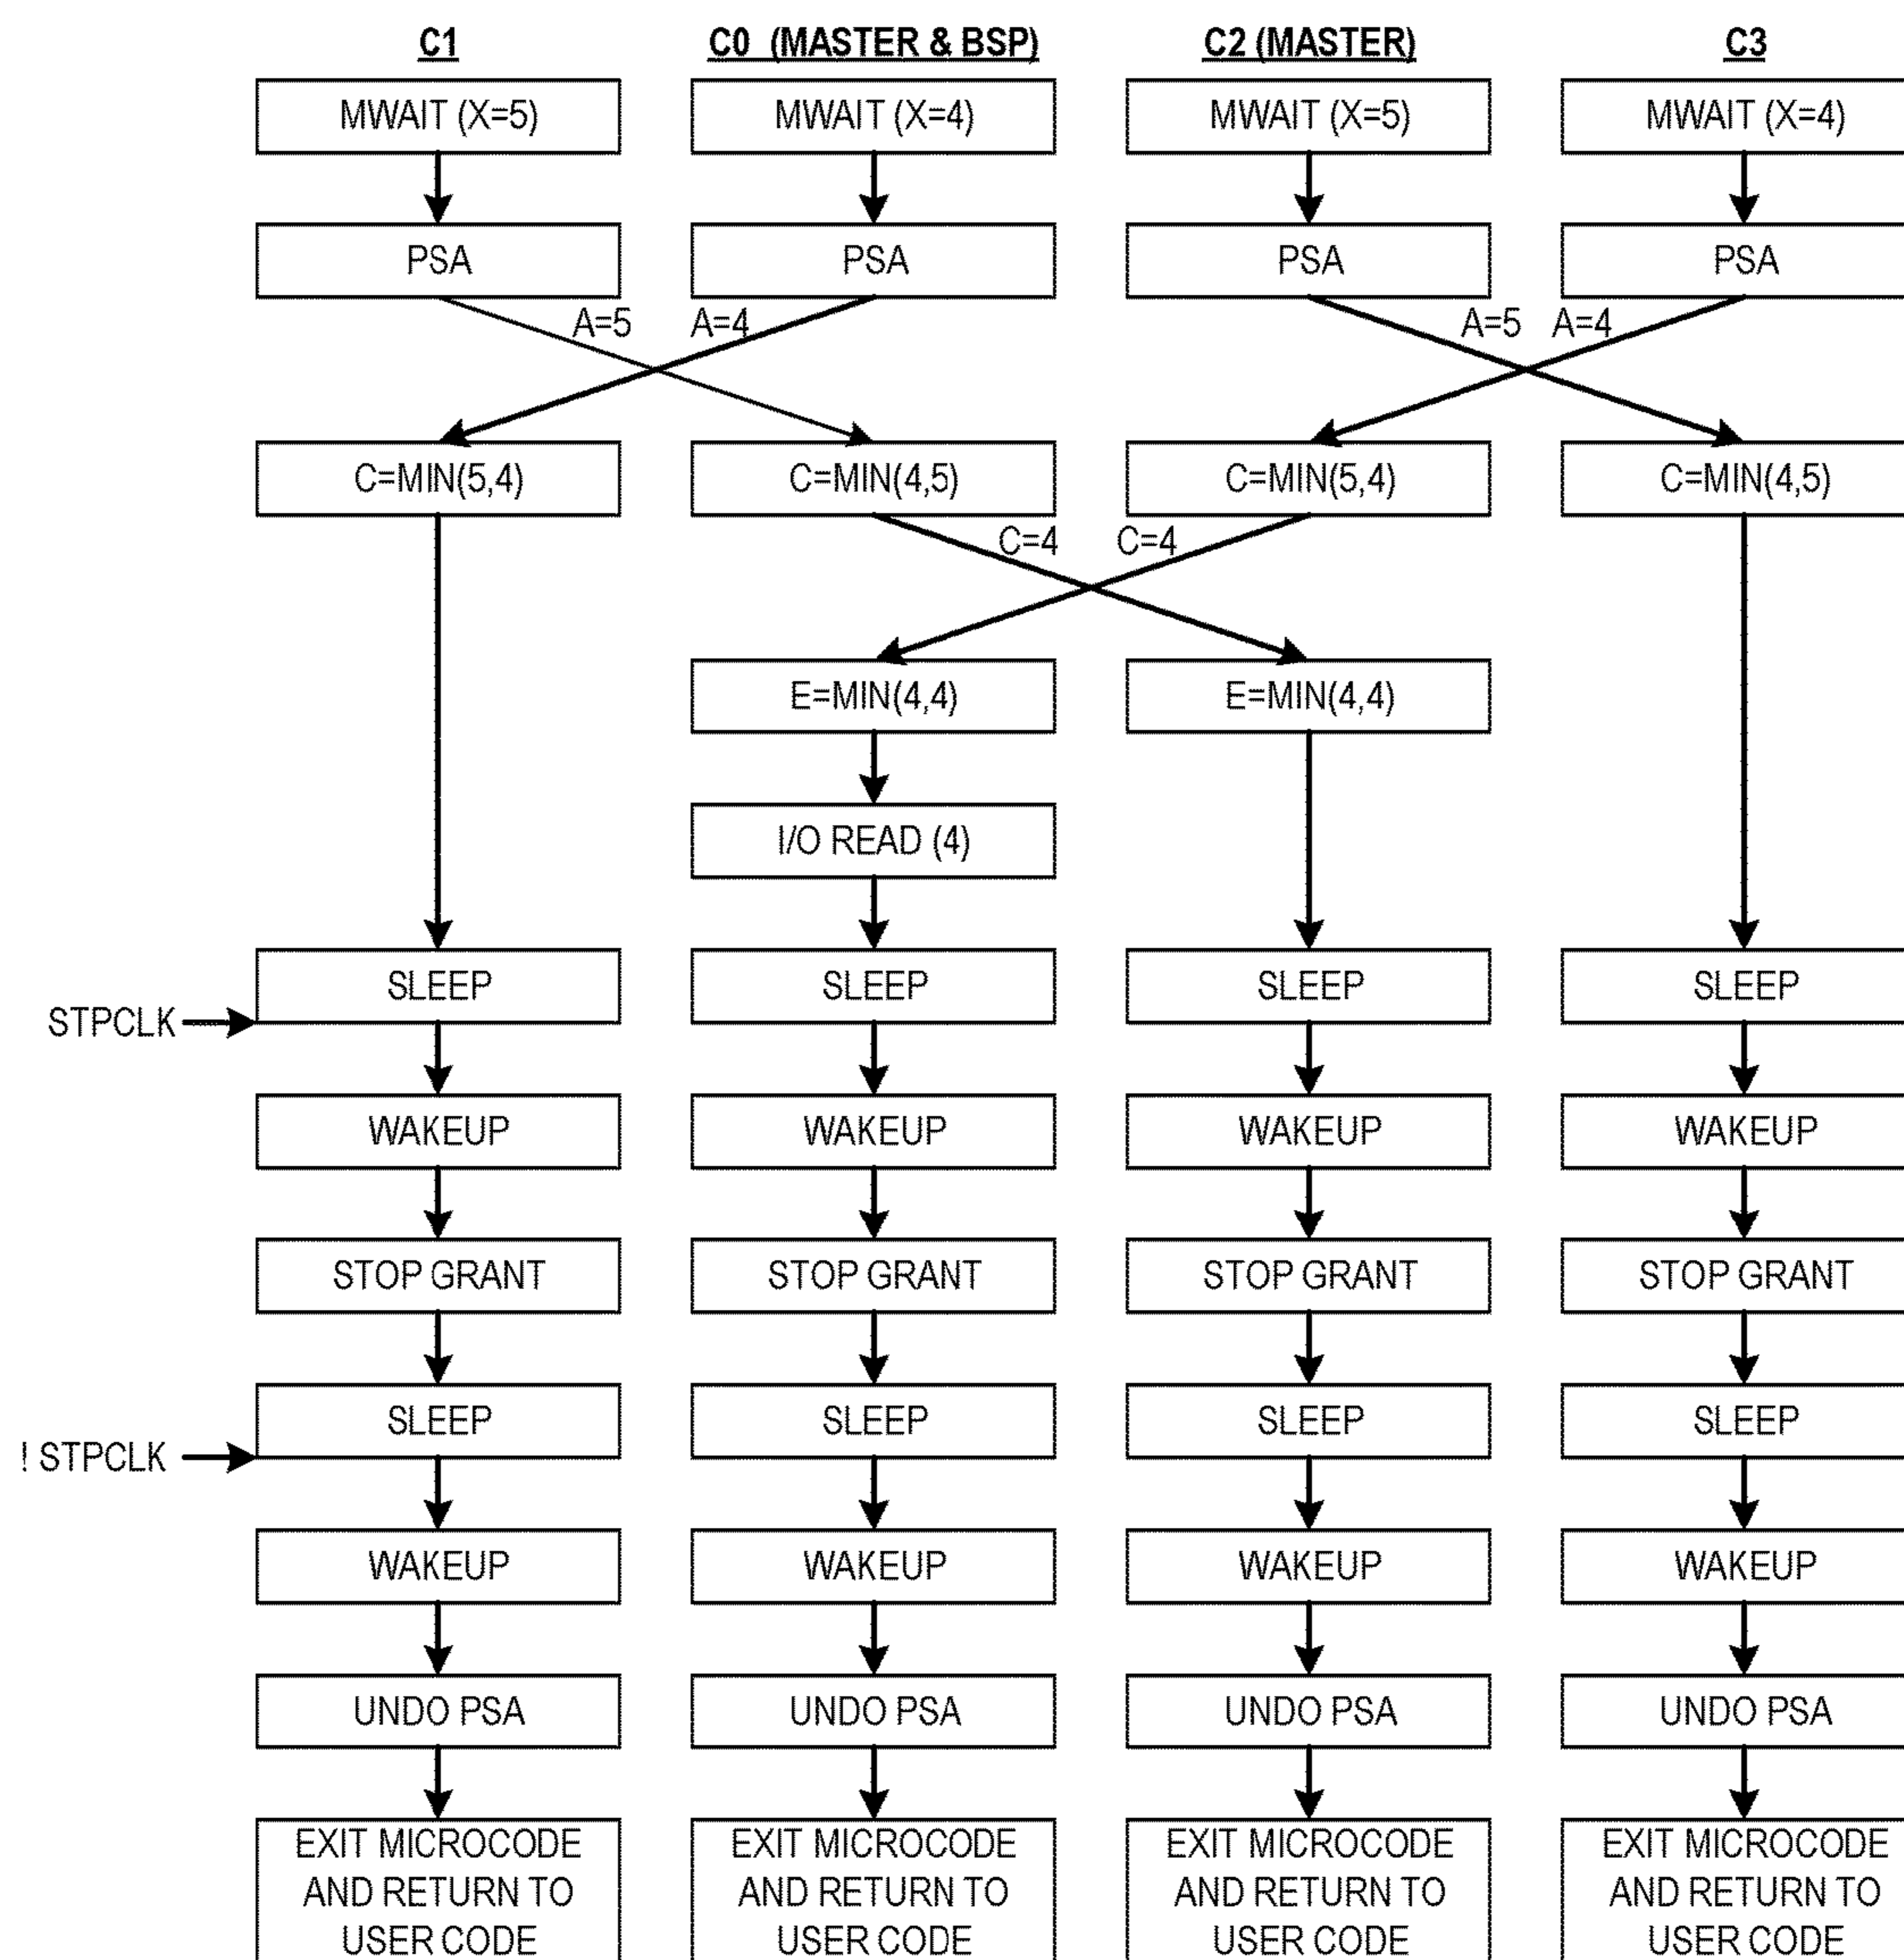 C1
C0 (MASTER & BSP)
C2 (MASTER)
C3
MWAIT (X=5)
MWAIT (X=4)
MWAIT (X=5)
MWAIT (X=4)
PSA
PSA
PSA
PSA
A=5
A=4
A=5
A=4
C=MIN(5,4)
C=MIN(4,5)
C=MIN(5,4)
C=MIN(4,5)
C=4
C=4
E=MIN(4,4)
E=MIN(4,4)
I/O READ (4)
SLEEP
SLEEP
SLEEP
SLEEP
STPCLK
WAKEUP
WAKEUP
WAKEUP
WAKEUP
STOP GRANT
STOP GRANT
STOP GRANT
STOP GRANT
SLEEP
SLEEP
SLEEP
SLEEP
! STPCLK
WAKEUP
WAKEUP
WAKEUP
WAKEUP
UNDO PSA
UNDO PSA
UNDO PSA
UNDO PSA
EXIT MICROCODE
AND RETURN TO
USER CODE
EXIT MICROCODE
AND RETURN TO
USER CODE
EXIT MICROCODE
AND RETURN TO
USER CODE
EXIT MICROCODE
AND RETURN TO
USER CODE